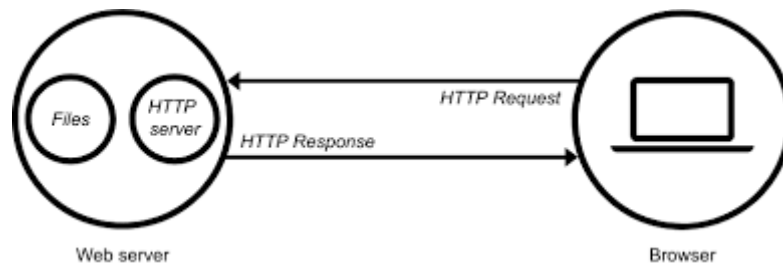 Files
HTTP
server
HTTP Request
HTTP Response
Web server
Browser